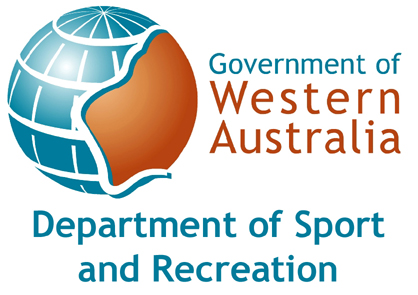 Government of
Western
Australia
Department of Sport
and Recreation